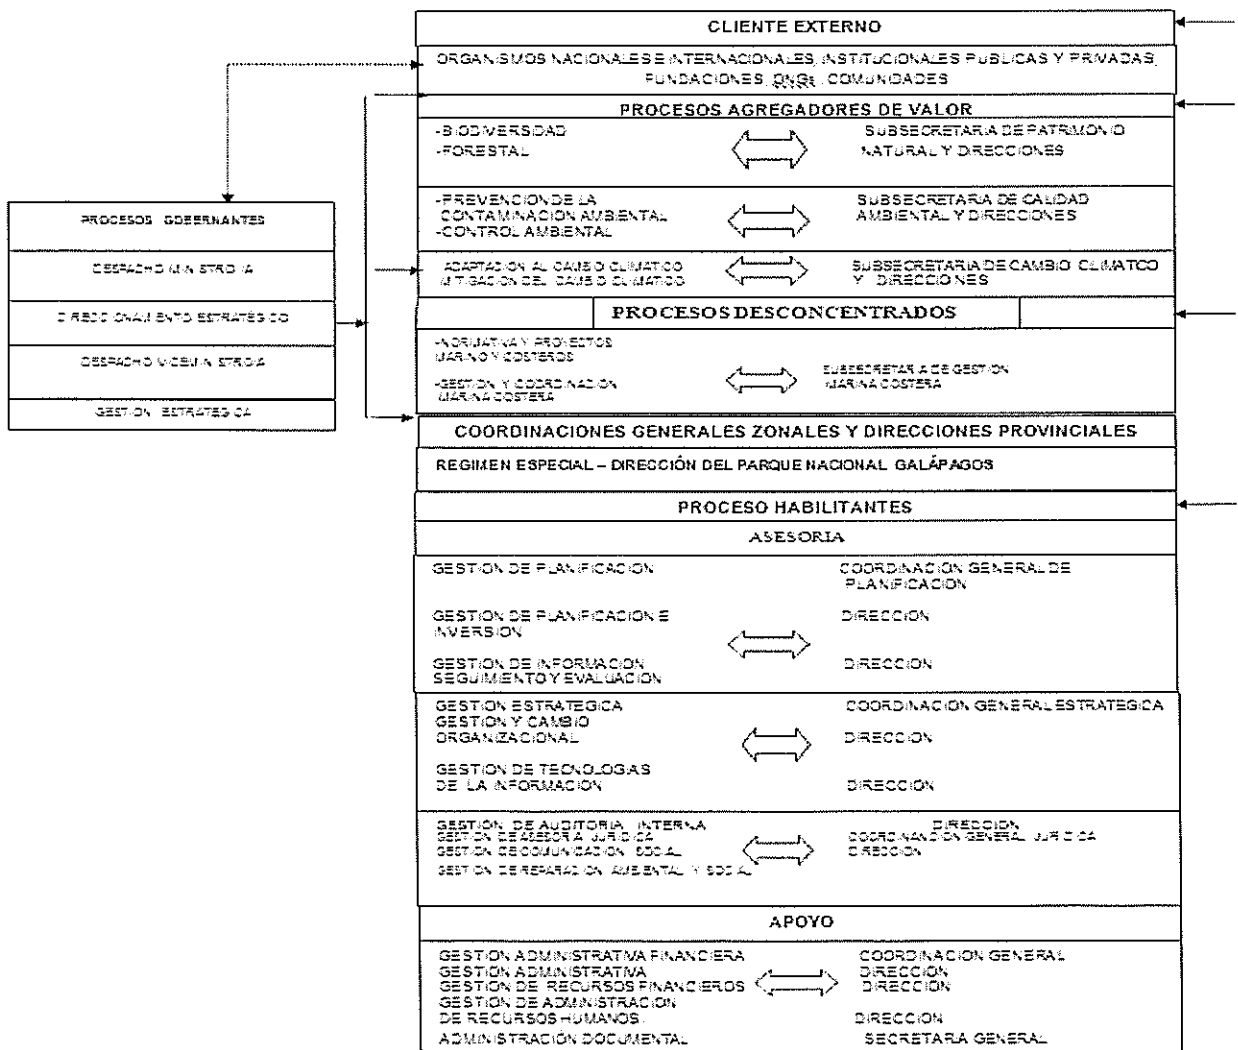 CLIENTE EXTERNO
ORGANISMOS NACIONALES E INTERNACIONALES, INSTITUCIONALES PUBLICAS Y PRIVADAS,
FUNDACIONES, ONGs, COMUNIDADES
PROCESOS AGREGADORES DE VALOR
-BIODIVERSIDAD
-FORESTAL
SUBSECRETARIA DE PATRIMONIO
NATURAL Y DIRECCIONES
-PREVENCION DE LA
CONTAMINACION AMBIENTAL
-CONTROL AMBIENTAL
SUBSECRETARIA DE CALIDAD
AMBIENTAL Y DIRECCIONES
ADAPTACION AL CAMBIO CLIMATICO
MITIGACION DEL CAMBIO CLIMATICO
SUBSECRETARIA DE CAMBIO CLIMATCO
Y DIRECCIONES
PROCESOS GOBERNANTES
DESPACHO MINISTRO/A
DIRECCIONAMIENTO ESTRATÉGICO
DESPACHO VICEMINISTRO/A
GESTION ESTRATEGICA
PROCESOS DESCONCENTRADOS
-NORMATIVA Y PROYECTOS
MARINO Y COSTEROS
-GESTION Y COORDINACION
MARINA COSTERA
SUBSECRETARIA DE GESTION
MARINA COSTERA
COORDINACIONES GENERALES ZONALES Y DIRECCIONES PROVINCIALES
REGIMEN ESPECIAL – DIRECCIÓN DEL PARQUE NACIONAL GALÁPAGOS
PROCESO HABILITANTES
ASESORIA
GESTION DE PLANIFICACION
COORDINACION GENERAL DE
PLANIFICACION
GESTION DE PLANIFICACION E
INVERSION
DIRECCION
GESTION DE INFORMACION
SEGUIMIENTO Y EVALUACION
DIRECCION
GESTION ESTRATEGICA
GESTION Y CAMBIO
ORGANIZACIONAL
COORDINACION GENERAL ESTRATEGICA
DIRECCION
GESTION DE TECNOLOGIAS
DE LA INFORMACION
DIRECCION
GESTION DE AUDITORIA INTERNA
DIRECCION
GESTION DE ASESORIA JURIDICA
COORDINANCION GENERAL JURIDICA
GESTION DE COMUNICACION SOCIAL
DIRECCION
GESTION DE REPARACION AMBIENTAL Y SOCIAL
APOYO
GESTION ADMINISTRATIVA FINANCIERA
COORDINACION GENERAL
GESTION ADMINISTRATIVA
DIRECCION
GESTION DE RECURSOS FINANCIEROS
DIRECCION
GESTION DE ADMINISTRACION
DE RECURSOS HUMANOS
DIRECCION
ADMINISTRACIÓN DOCUMENTAL
SECRETARIA GENERAL